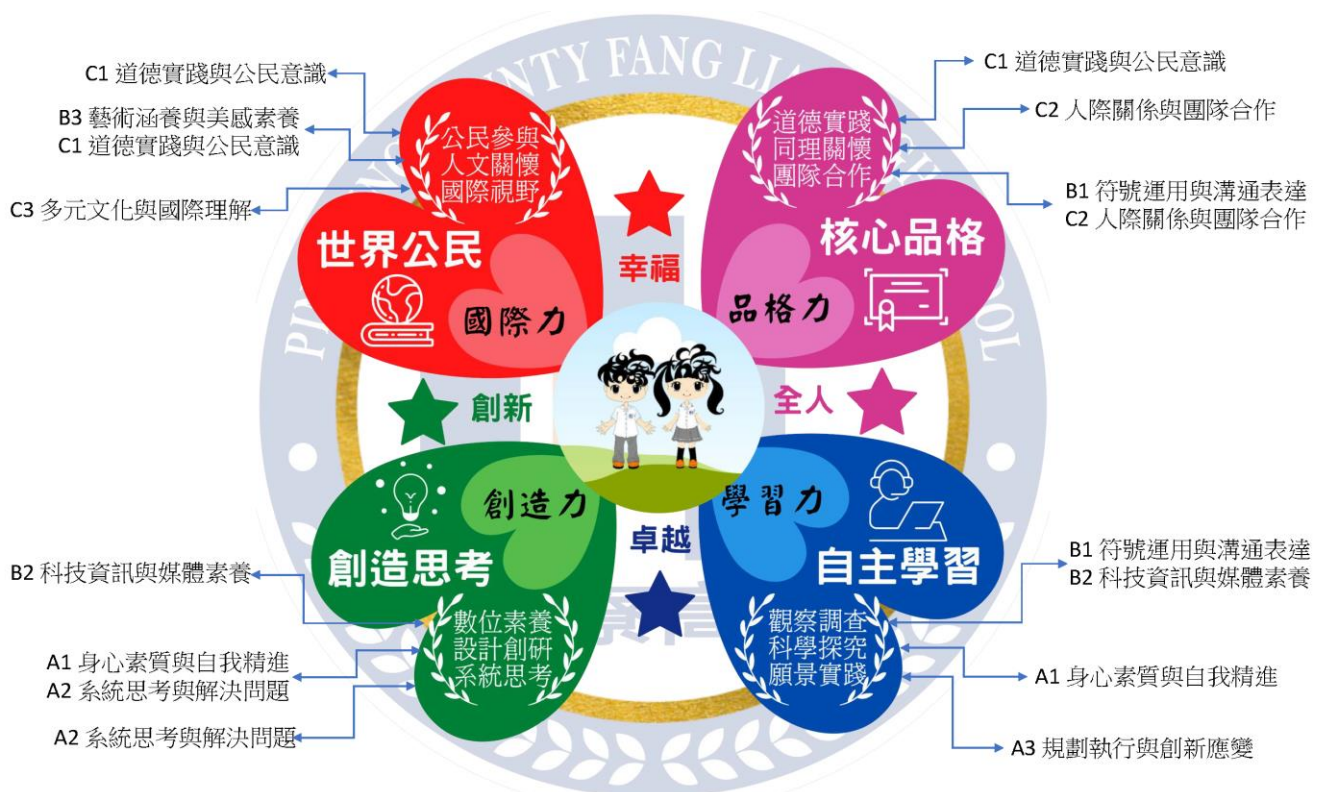 C1 道德實踐與公民意識
B3 藝術涵養與美感素養
C1 道德實踐與公民意識
C3 多元文化與國際理解
公民參與
人文關懷
國際視野
世界公民
國際力
幸福
C1 道德實踐與公民意識
C2 人際關係與團隊合作
B1 符號運用與溝通表達
C2 人際關係與團隊合作
道德實踐
同理關懷
團隊合作
核心品格
品格力
創新
全人
創造力
創造思考
數位素養
設計創研
系統思考
B2 科技資訊與媒體素養
A1 身心素質與自我精進
A2 系統思考與解決問題
A2 系統思考與解決問題
卓越
學習力
自主學習
觀察調查
科學探究
願景實踐
B1 符號運用與溝通表達
B2 科技資訊與媒體素養
A1 身心素質與自我精進
A3 規劃執行與創新應變
NTY FANG LIA
OOL